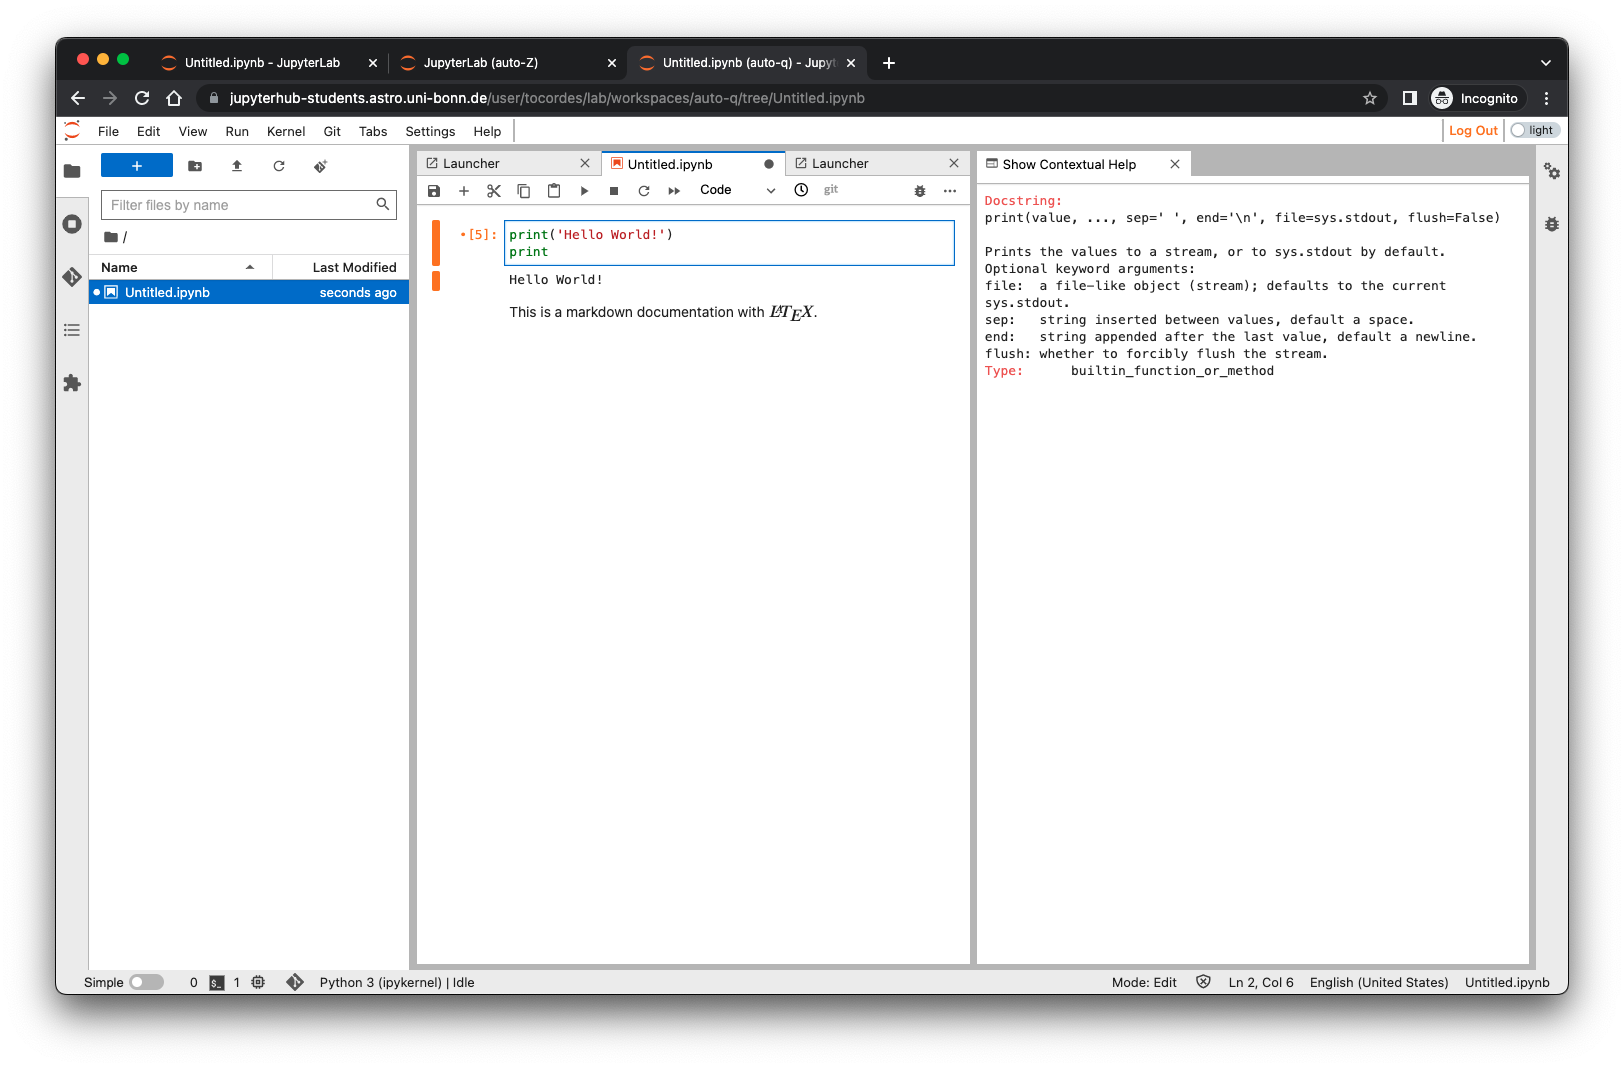 Untitled.ipynb - JupyterLab
JupyterLab (auto-Z)
Untitled.ipynb (auto-q) - Jupyt
jupyterhub-students.astro.uni-bonn.de/user/tocordes/lab/workspaces/auto-q/tree/Untitled.ipynb
Incognito
File Edit View Run Kernel Git Tabs Settings Help
Log Out light
Filter files by name
/
Name Last Modified
Untitled.ipynb seconds ago
Launcher
Untitled.ipynb
Launcher
Code git
•[5]: print('Hello World!')
print
Hello World!
This is a markdown documentation with LATEX.
Show Contextual Help
Docstring:
print(value, ..., sep=' ', end='\n', file=sys.stdout, flush=False)
Prints the values to a stream, or to sys.stdout by default.
Optional keyword arguments:
file:  a file-like object (stream); defaults to the current
sys.stdout.
sep:   string inserted between values, default a space.
end:   string appended after the last value, default a newline.
flush: whether to forcibly flush the stream.
Type:      builtin_function_or_method
Simple 0 $_ 1 Python 3 (ipykernel) | Idle
Mode: Edit Ln 2, Col 6 English (United States) Untitled.ipynb